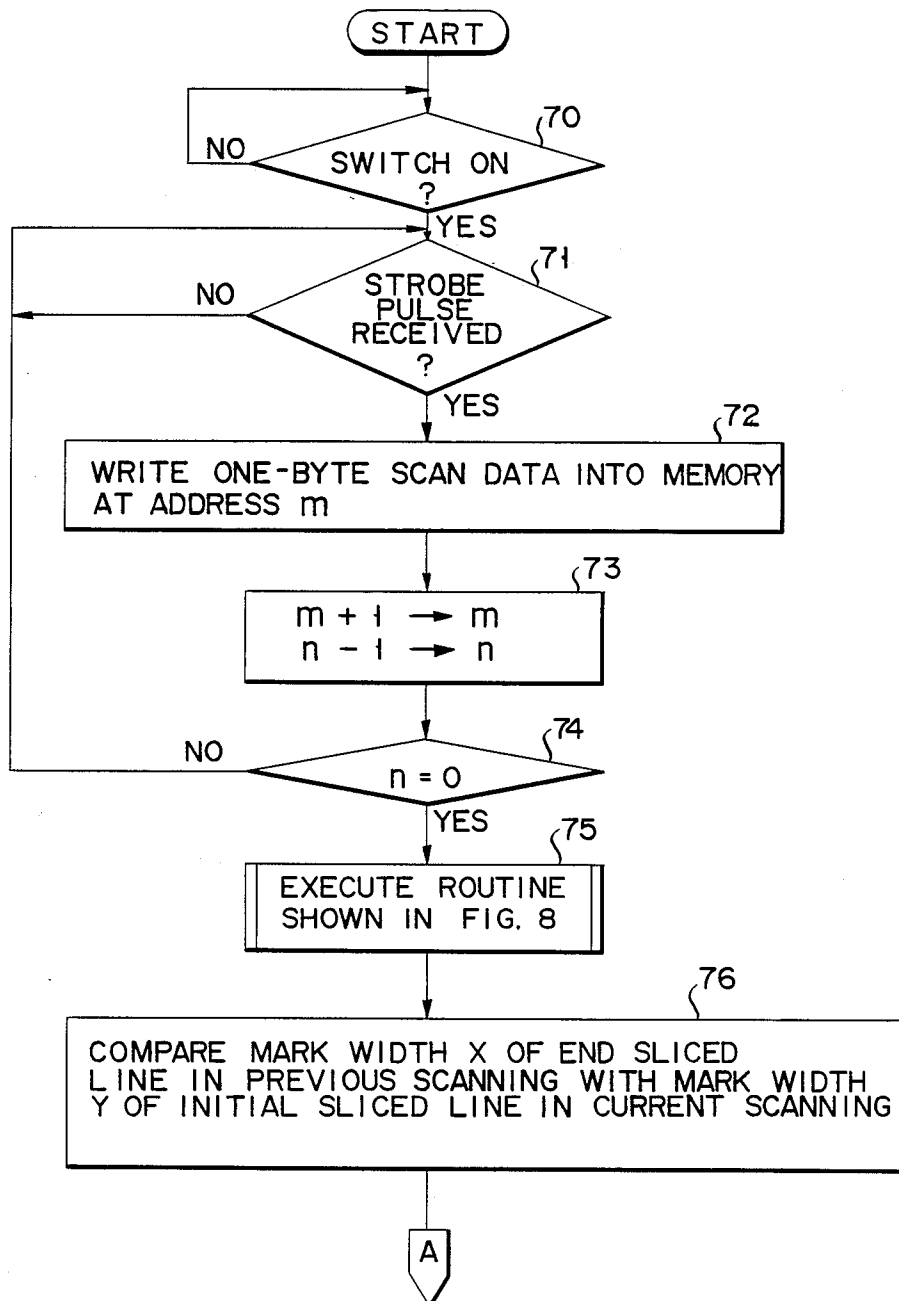 START
70
NO
SWITCH ON
?
YES
71
NO
STROBE
PULSE
RECEIVED
?
YES
72
WRITE ONE-BYTE SCAN DATA INTO MEMORY
AT ADDRESS m
73
m + 1 → m
n - 1 → n
74
NO
n = 0
YES
75
EXECUTE ROUTINE
SHOWN IN FIG. 8
76
COMPARE MARK WIDTH X OF END SLICED
LINE IN PREVIOUS SCANNING WITH MARK WIDTH
Y OF INITIAL SLICED LINE IN CURRENT SCANNING
A